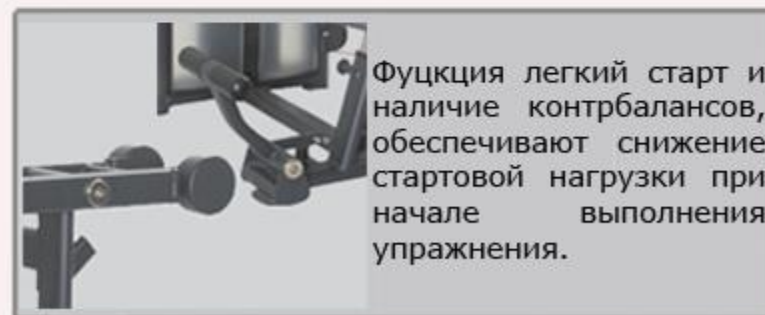 Фуцкция легкий старт и
наличие контрбалансов,
обеспечивают снижение
стартовой нагрузки при
начале выполнения
упражнения.